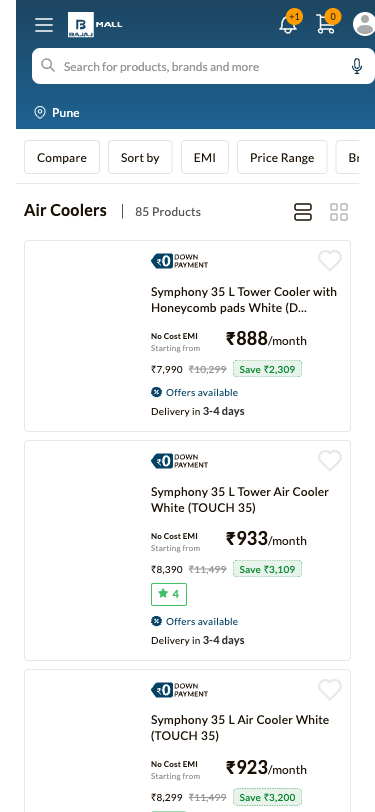 B
BAJAJ
MALL
+1
0
Search for products, brands and more
Pune
Compare
Sort by
EMI
Price Range
Br
Air Coolers
85 Products
₹0 DOWN
PAYMENT
Symphony 35 L Tower Cooler with
Honeycomb pads White (D...
No Cost EMI
Starting from
₹888/month
₹7,990 ₹10,299 Save ₹2,309
Offers available
Delivery in 3-4 days
₹0 DOWN
PAYMENT
Symphony 35 L Tower Air Cooler
White (TOUCH 35)
No Cost EMI
Starting from
₹933/month
₹8,390 ₹11,499 Save ₹3,109
4
Offers available
Delivery in 3-4 days
₹0 DOWN
PAYMENT
Symphony 35 L Air Cooler White
(TOUCH 35)
No Cost EMI
Starting from
₹923/month
₹8,299 ₹11,499 Save ₹3,200